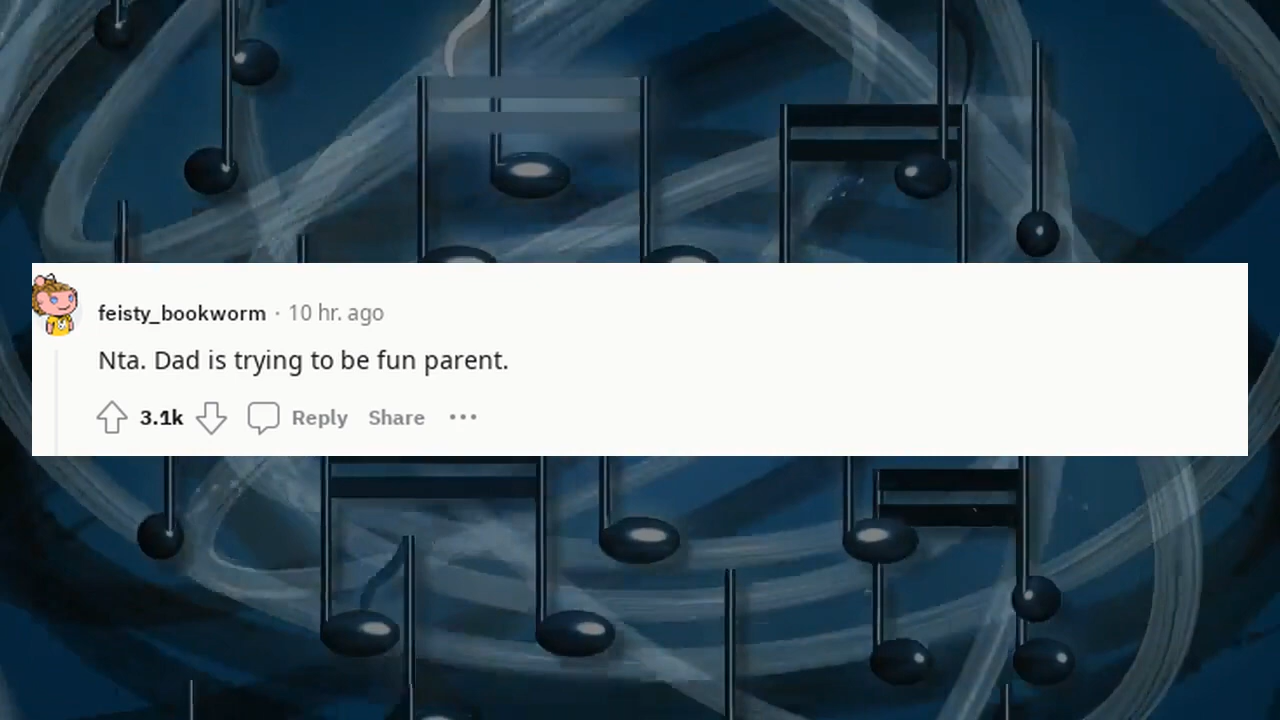 feisty_bookworm · 10 hr. ago
Nta. Dad is trying to be fun parent.
3.1k Reply Share •••